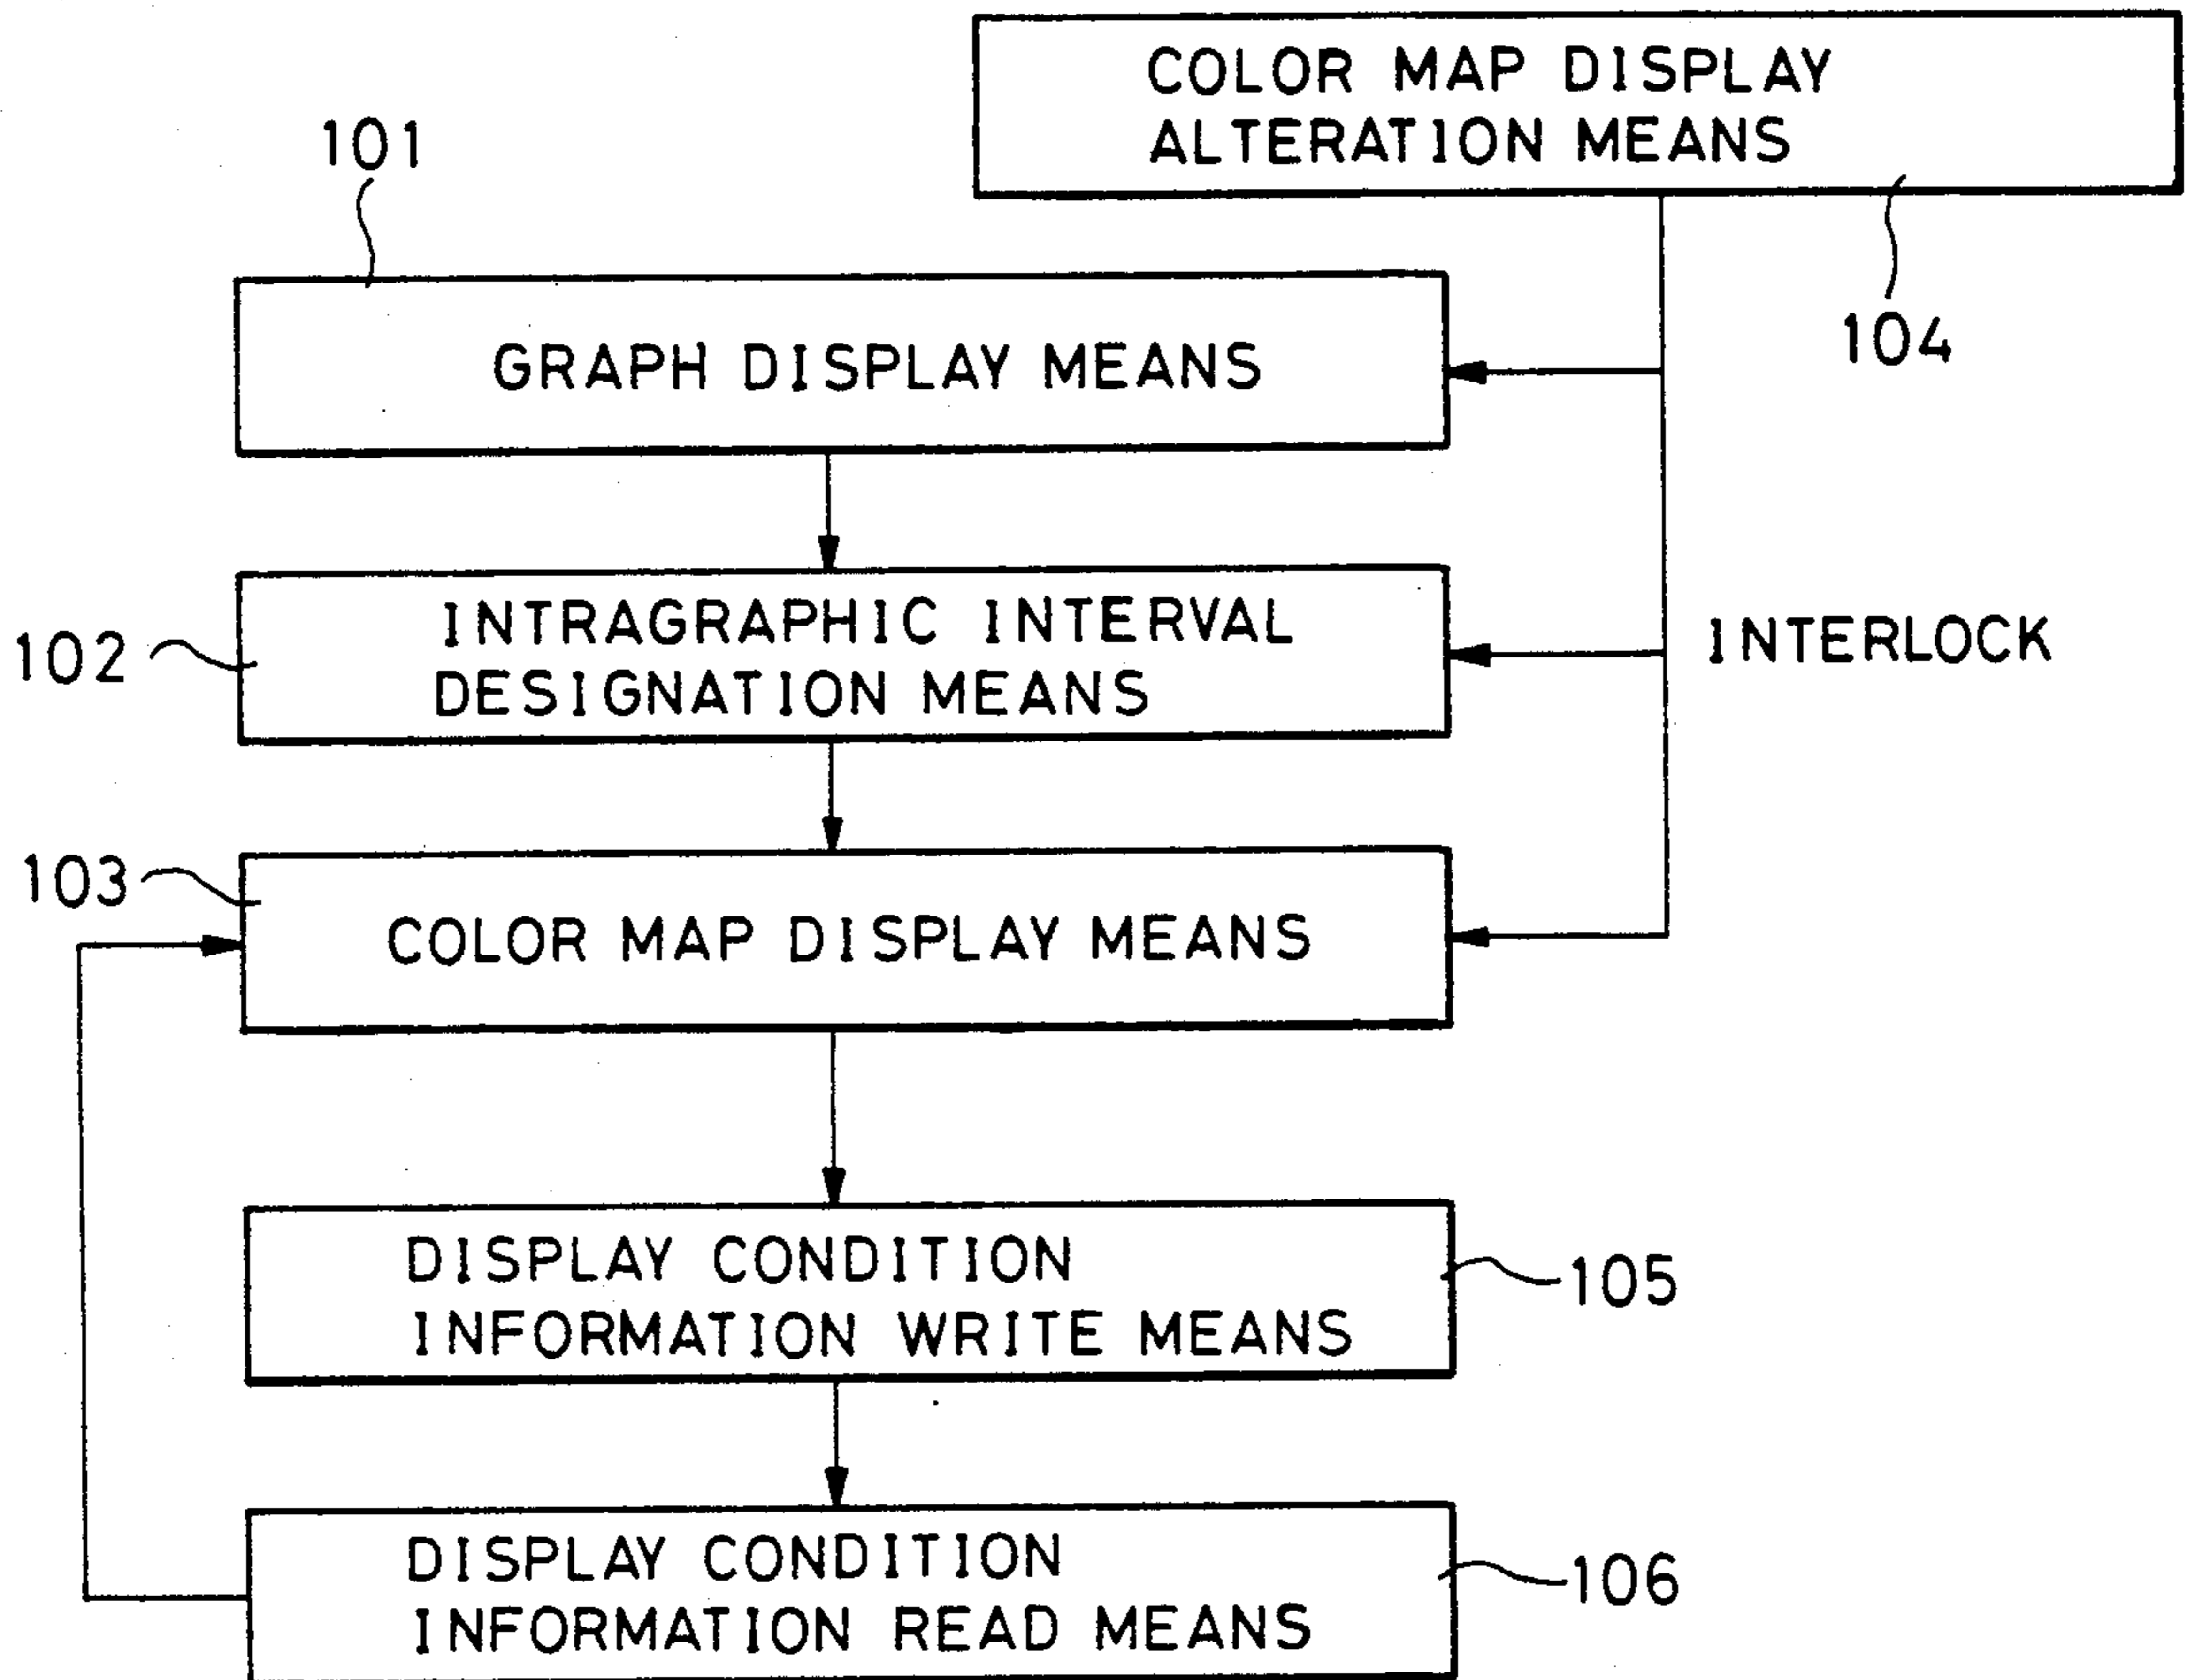 COLOR MAP DISPLAY
ALTERATION MEANS
101
104
GRAPH DISPLAY MEANS
INTRAGRAPHIC INTERVAL
DESIGNATION MEANS
102
INTERLOCK
103
COLOR MAP DISPLAY MEANS
DISPLAY CONDITION
INFORMATION WRITE MEANS
105
DISPLAY CONDITION
INFORMATION READ MEANS
106